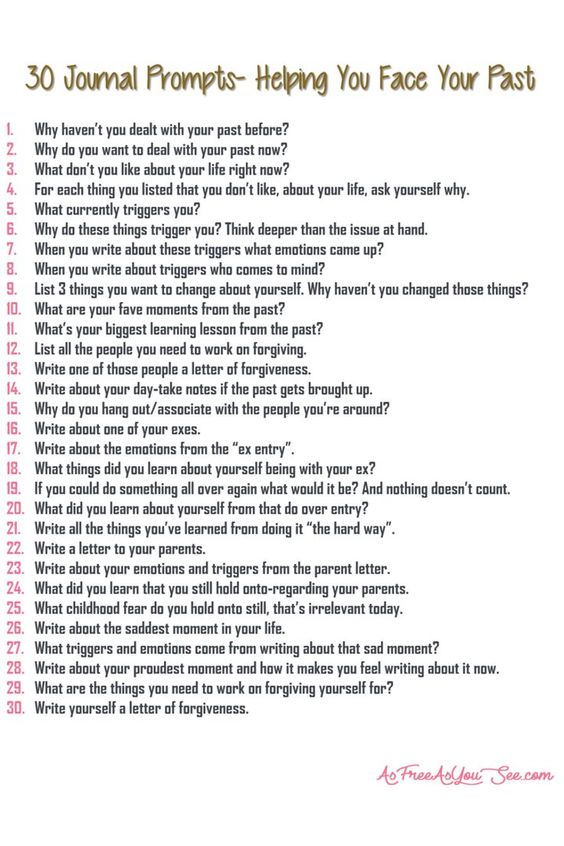 30 Journal Prompts- Helping You Face Your Past
1. Why haven't you dealt with your past before?
2. Why do you want to deal with your past now?
3. What don't you like about your life right now?
4. For each thing you listed that you don't like, about your life, ask yourself why.
5. What currently triggers you?
6. Why do these things trigger you? Think deeper than the issue at hand.
7. When you write about these triggers what emotions came up?
8. When you write about triggers who comes to mind?
9. List 3 things you want to change about yourself. Why haven't you changed those things?
10. What are your fave moments from the past?
11. What's your biggest learning lesson from the past?
12. List all the people you need to work on forgiving.
13. Write one of those people a letter of forgiveness.
14. Write about your day-take notes if the past gets brought up.
15. Why do you hang out/associate with the people you're around?
16. Write about one of your exes.
17. Write about the emotions from the “ex entry”.
18. What things did you learn about yourself being with your ex?
19. If you could do something all over again what would it be? And nothing doesn't count.
20. What did you learn about yourself from that do over entry?
21. Write all the things you've learned from doing it “the hard way”.
22. Write a letter to your parents.
23. Write about your emotions and triggers from the parent letter.
24. What did you learn that you still hold onto-regarding your parents.
25. What childhood fear do you hold onto still, that's irrelevant today.
26. Write about the saddest moment in your life.
27. What triggers and emotions come from writing about that sad moment?
28. Write about your proudest moment and how it makes you feel writing about it now.
29. What are the things you need to work on forgiving yourself for?
30. Write yourself a letter of forgiveness.
AsFreeAsYouSee.com